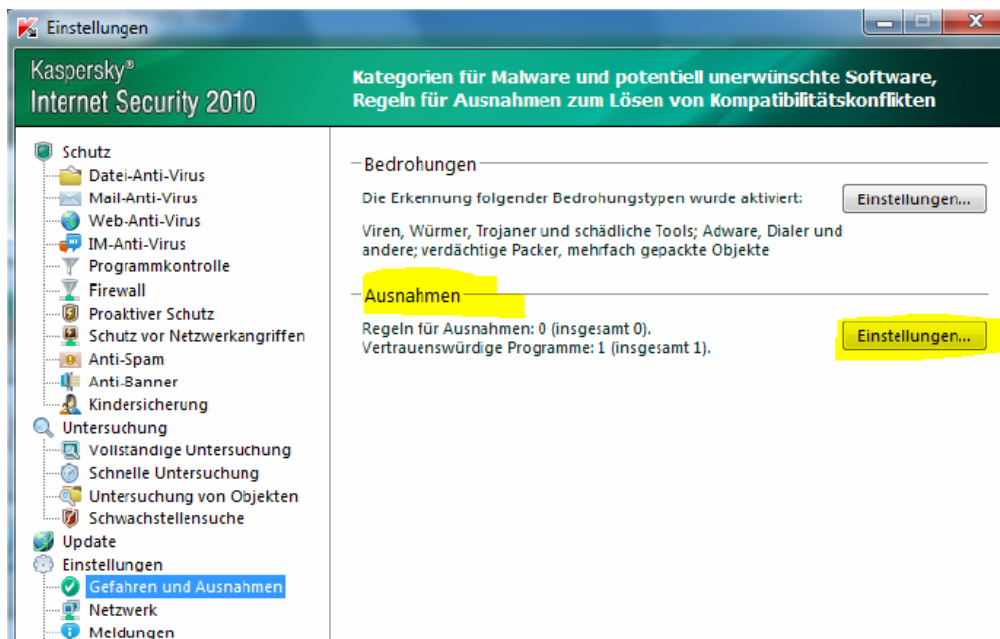 Einstellungen
Kaspersky®
Internet Security 2010
Kategorien für Malware und potentiell unerwünschte Software,
Regeln für Ausnahmen zum Lösen von Kompatibilitätskonflikten
Schutz
Datei-Anti-Virus
Mail-Anti-Virus
Web-Anti-Virus
IM-Anti-Virus
Programmkontrolle
Firewall
Proaktiver Schutz
Schutz vor Netzwerkangriffen
Anti-Spam
Anti-Banner
Kindersicherung
Untersuchung
Vollständige Untersuchung
Schnelle Untersuchung
Untersuchung von Objekten
Schwachstellensuche
Update
Einstellungen
Gefahren und Ausnahmen
Netzwerk
Meldungen
Bedrohungen
Die Erkennung folgender Bedrohungstypen wurde aktiviert:
Einstellungen...
Viren, Würmer, Trojaner und schädliche Tools; Adware, Dialer und
andere; verdächtige Packer, mehrfach gepackte Objekte
Ausnahmen
Regeln für Ausnahmen: 0 (insgesamt 0).
Vertrauenswürdige Programme: 1 (insgesamt 1).
Einstellungen...